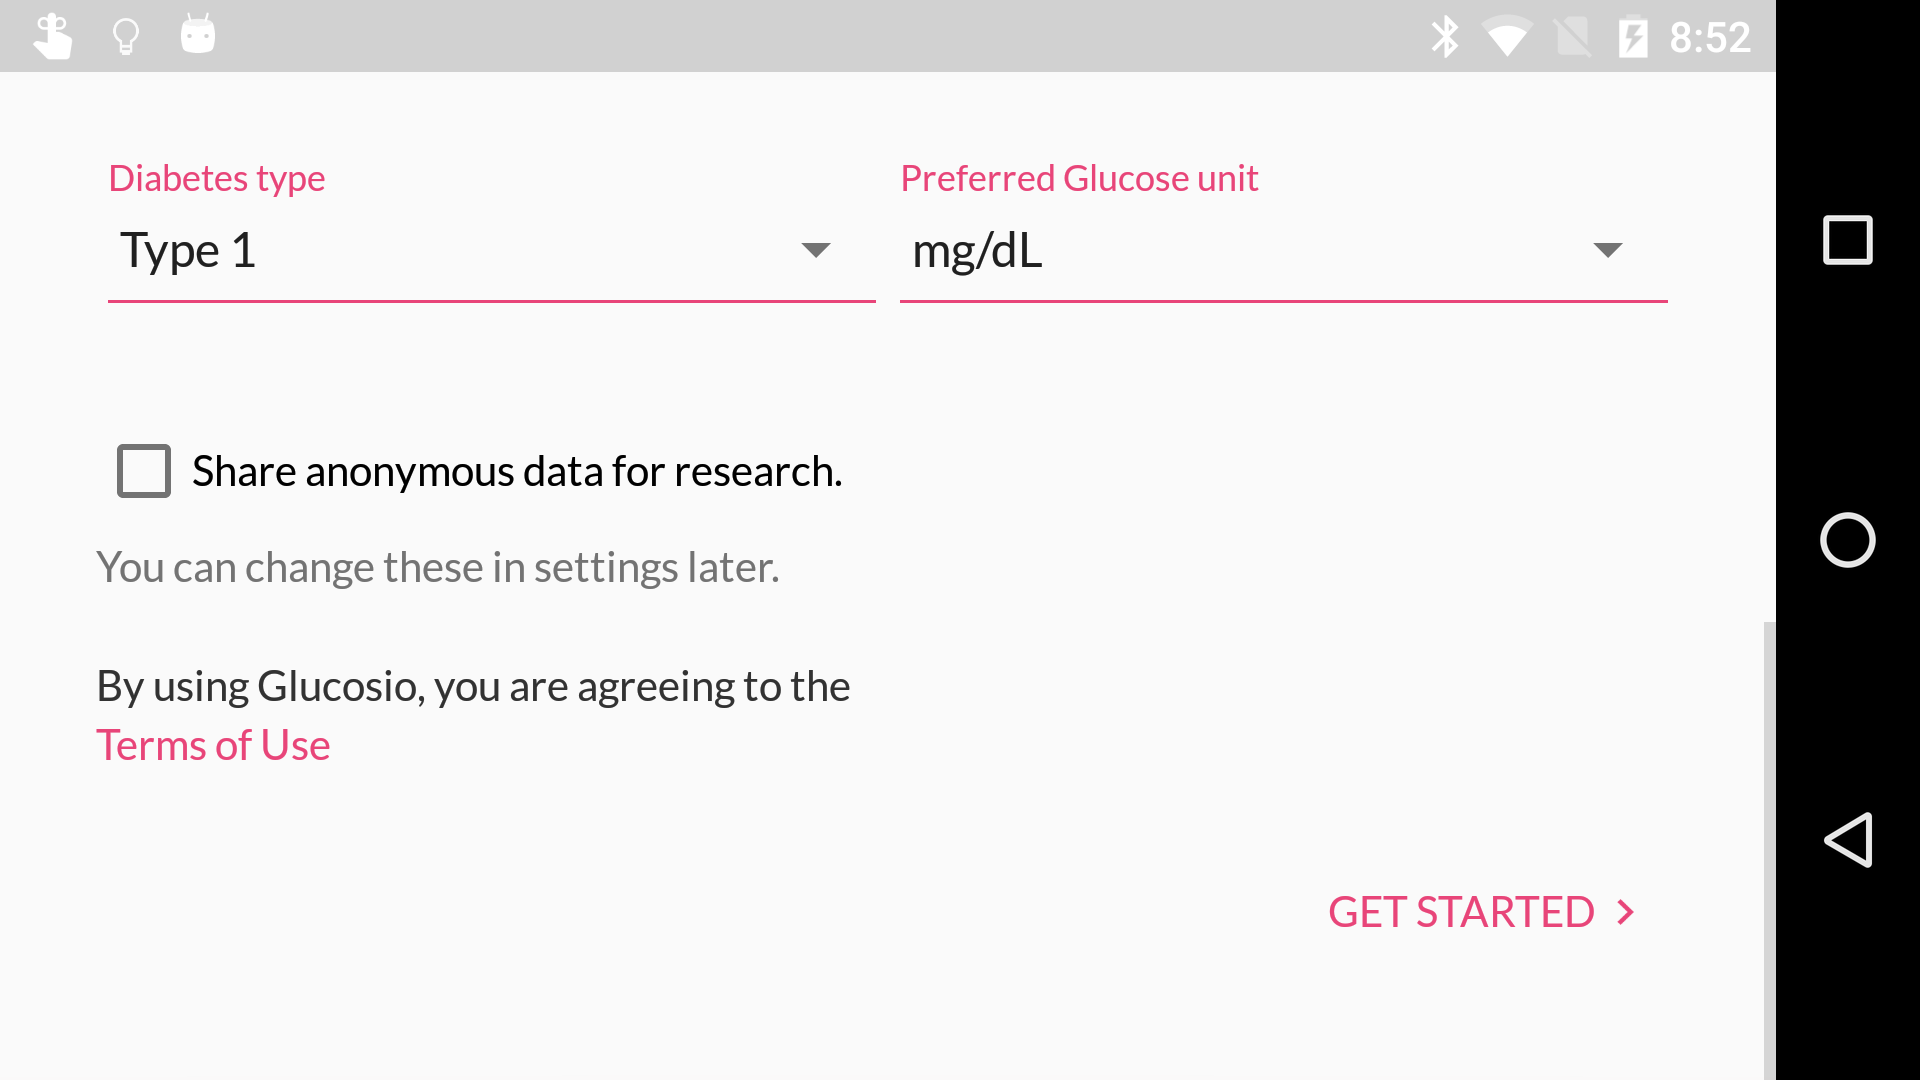 8:52
Diabetes type
Preferred Glucose unit
Type 1
mg/dL
Share anonymous data for research.
You can change these in settings later.
By using Glucosio, you are agreeing to the
Terms of Use
GET STARTED